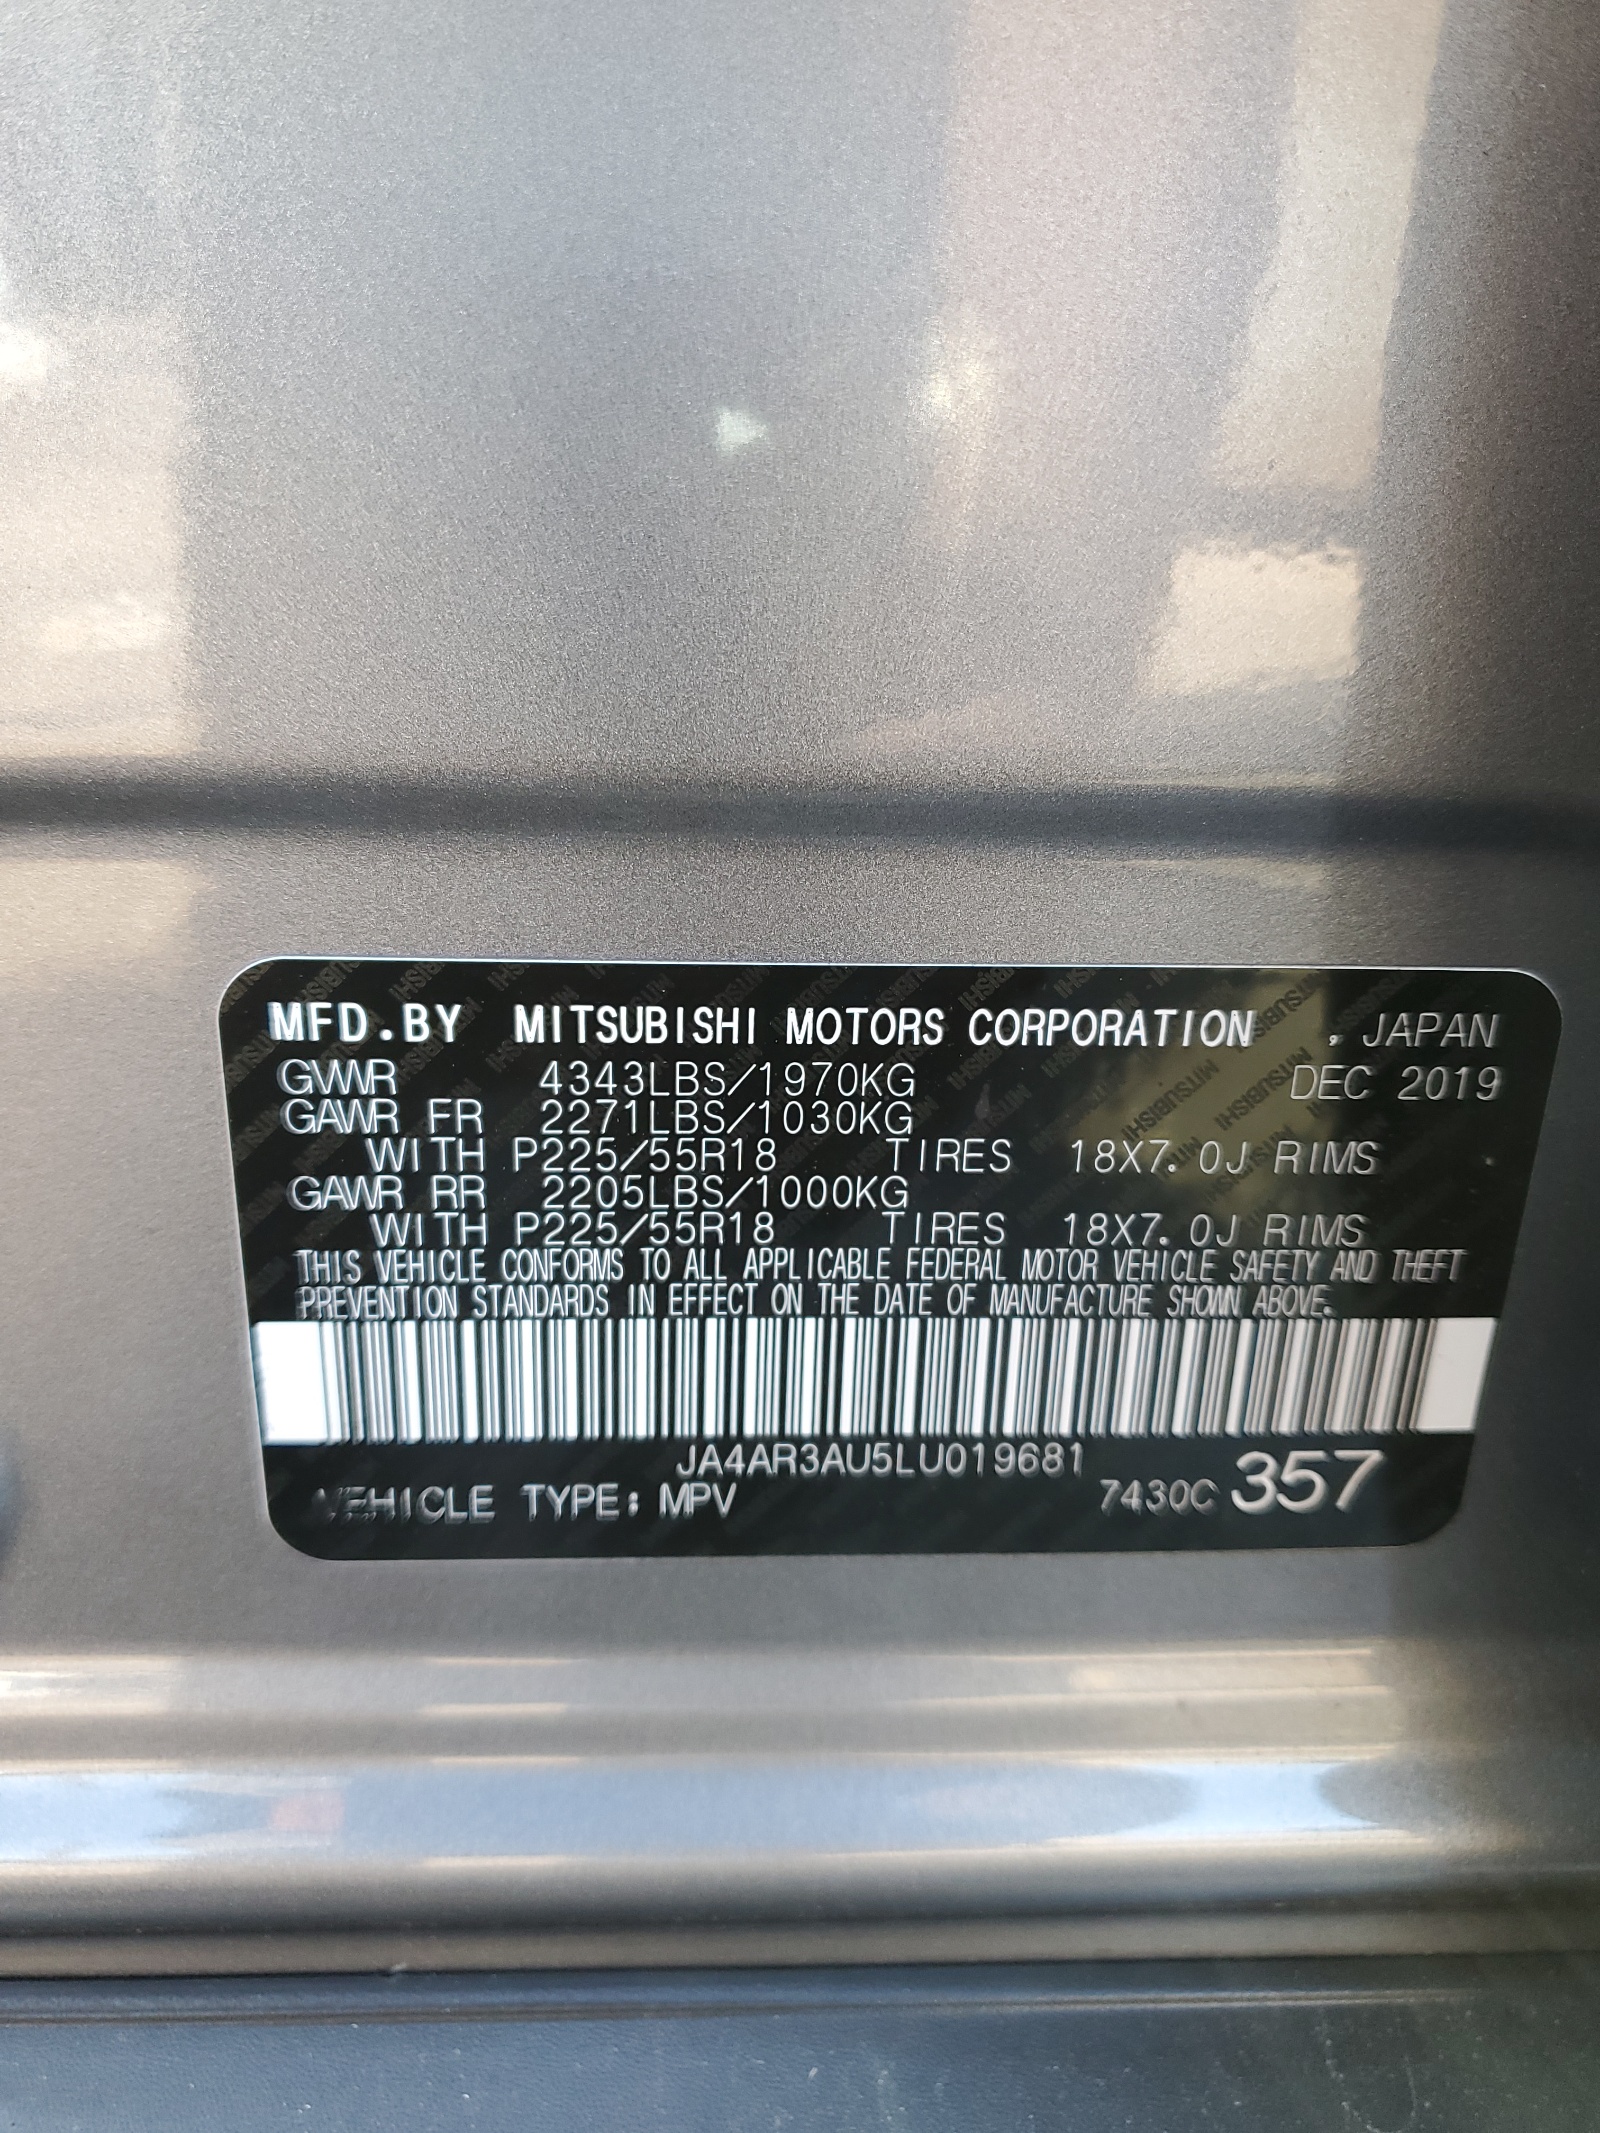 MFD.BY MITSUBISHI MOTORS CORPORATION , JAPAN
GVWR 4343LBS/1970KG DEC 2019
GAWR FR 2271LBS/1030KG
WITH P225/55R18 TIRES 18X7.0J RIMS
GAWR RR 2205LBS/1000KG
WITH P225/55R18 TIRES 18X7.0J RIMS
THIS VEHICLE CONFORMS TO ALL APPLICABLE FEDERAL MOTOR VEHICLE SAFETY AND THEFT
PREVENTION STANDARDS IN EFFECT ON THE DATE OF MANUFACTURE SHOWN ABOVE.
JA4AR3AU5LU019681
VEHICLE TYPE: MPV 7430C 357